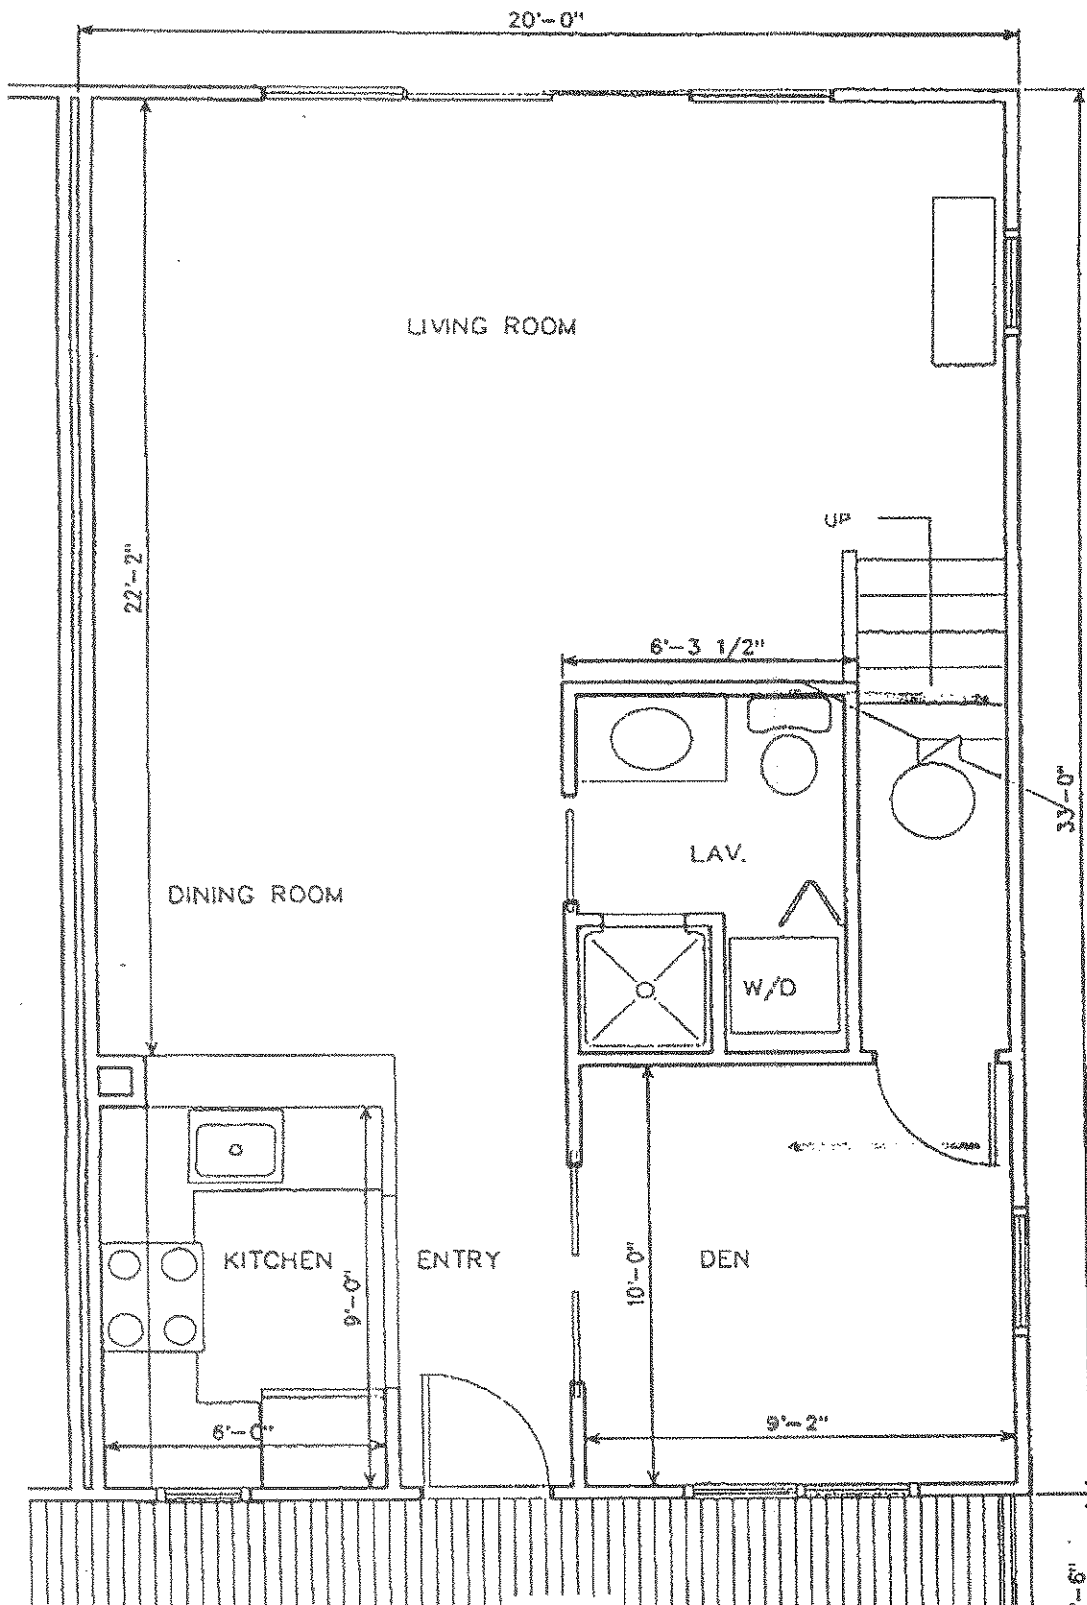 20'-0"
LIVING ROOM
UP
22'-2"
6'-3 1/2"
33'-0"
LAV.
DINING ROOM
W/D
KITCHEN
ENTRY
DEN
9'-0"
10'-0"
6'-0"
9'-2"